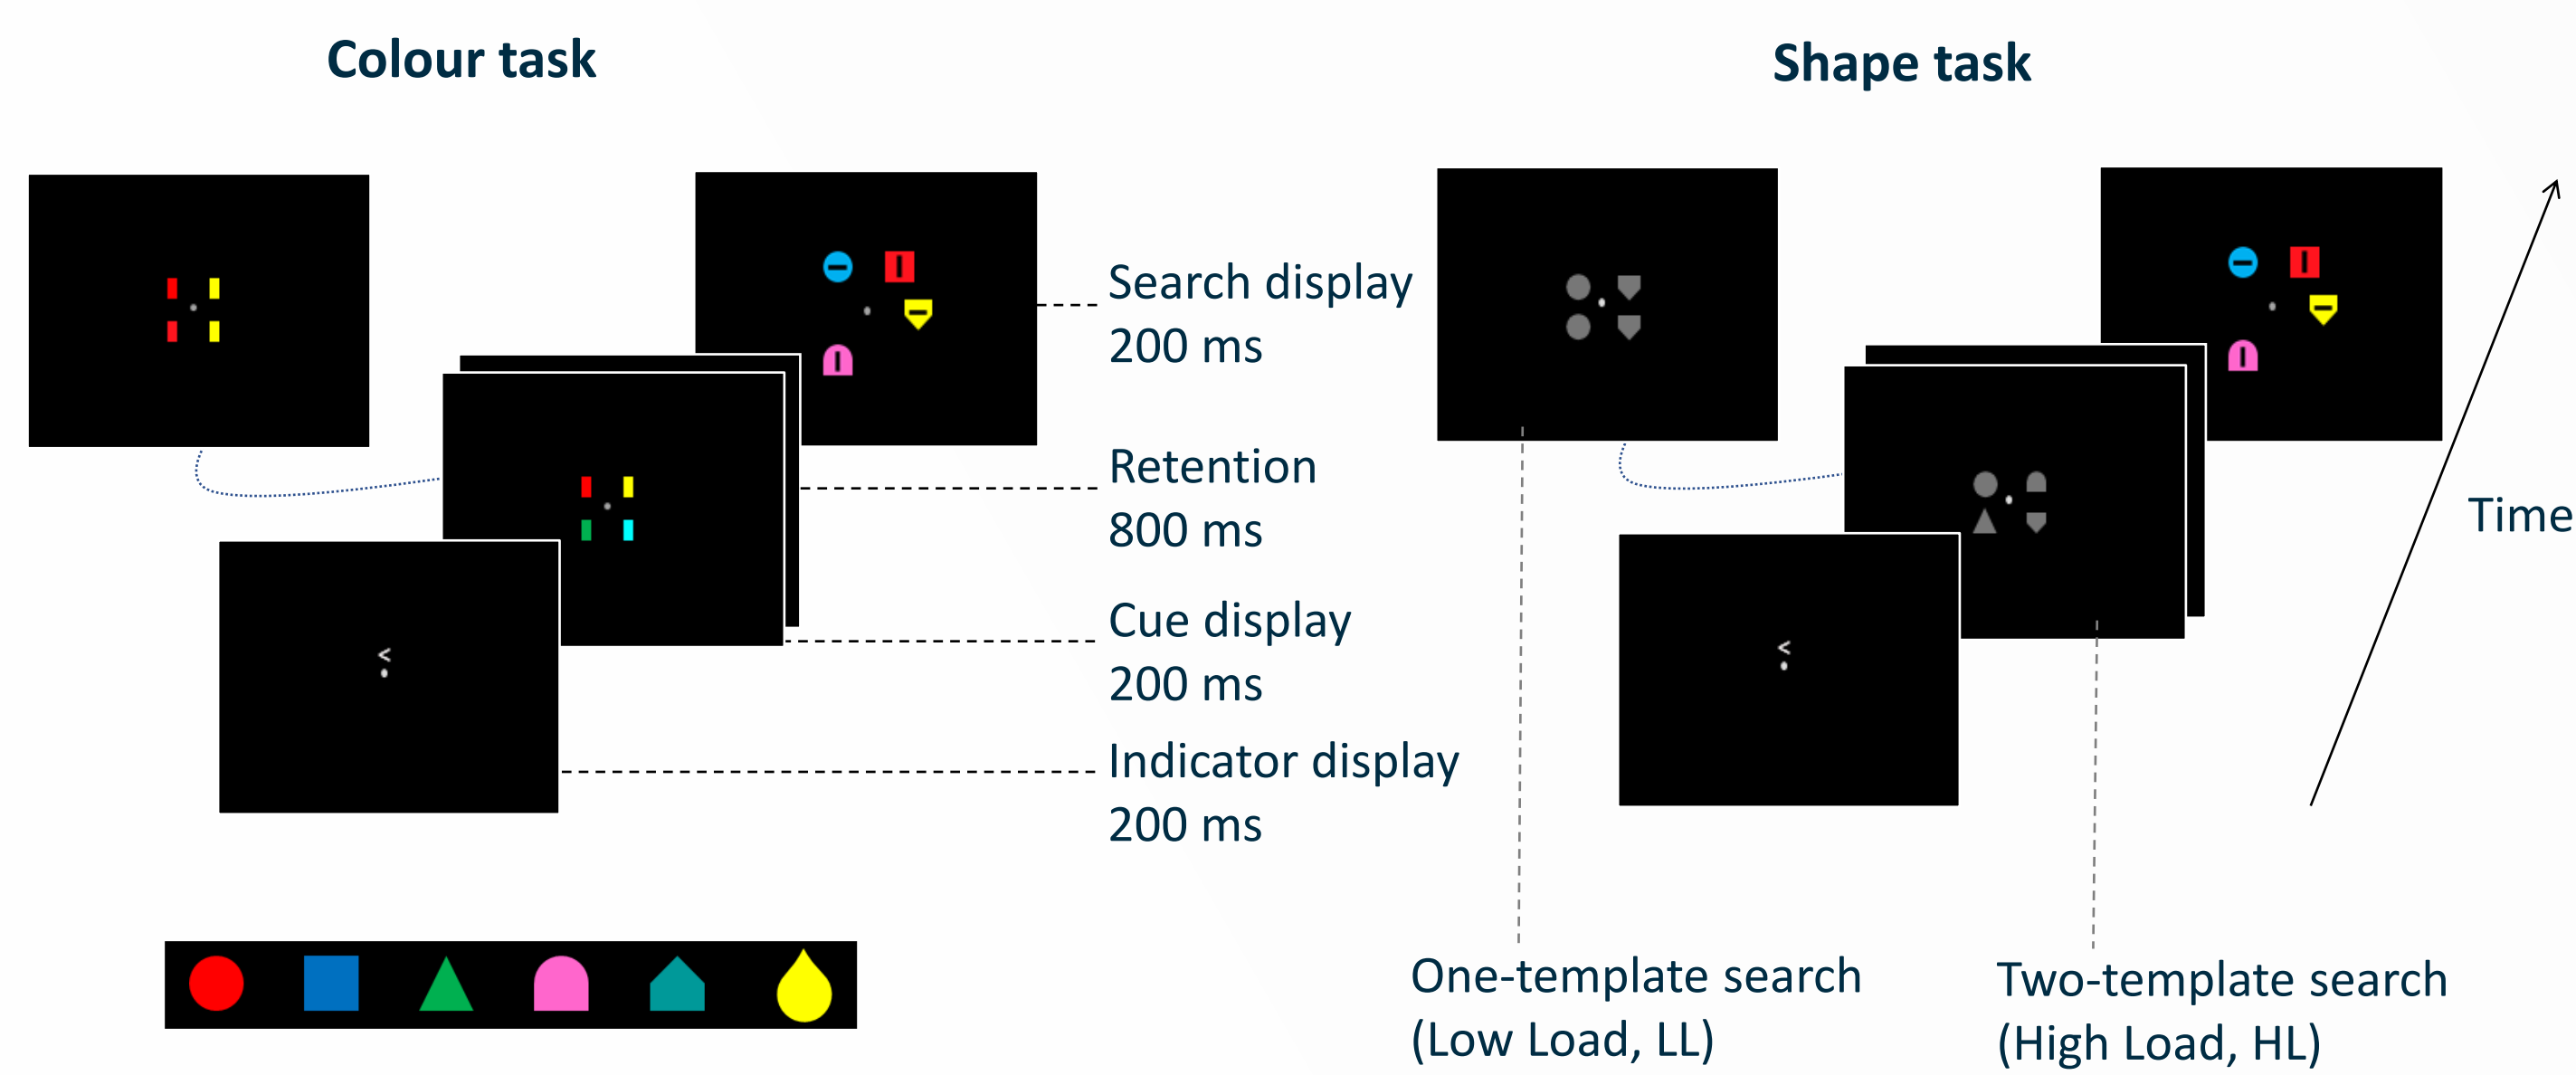 Colour task
Shape task
Search display
200 ms
Retention
800 ms
Cue display
200 ms
Indicator display
200 ms
<
<
Time
One-template search
(Low Load, LL)
Two-template search
(High Load, HL)